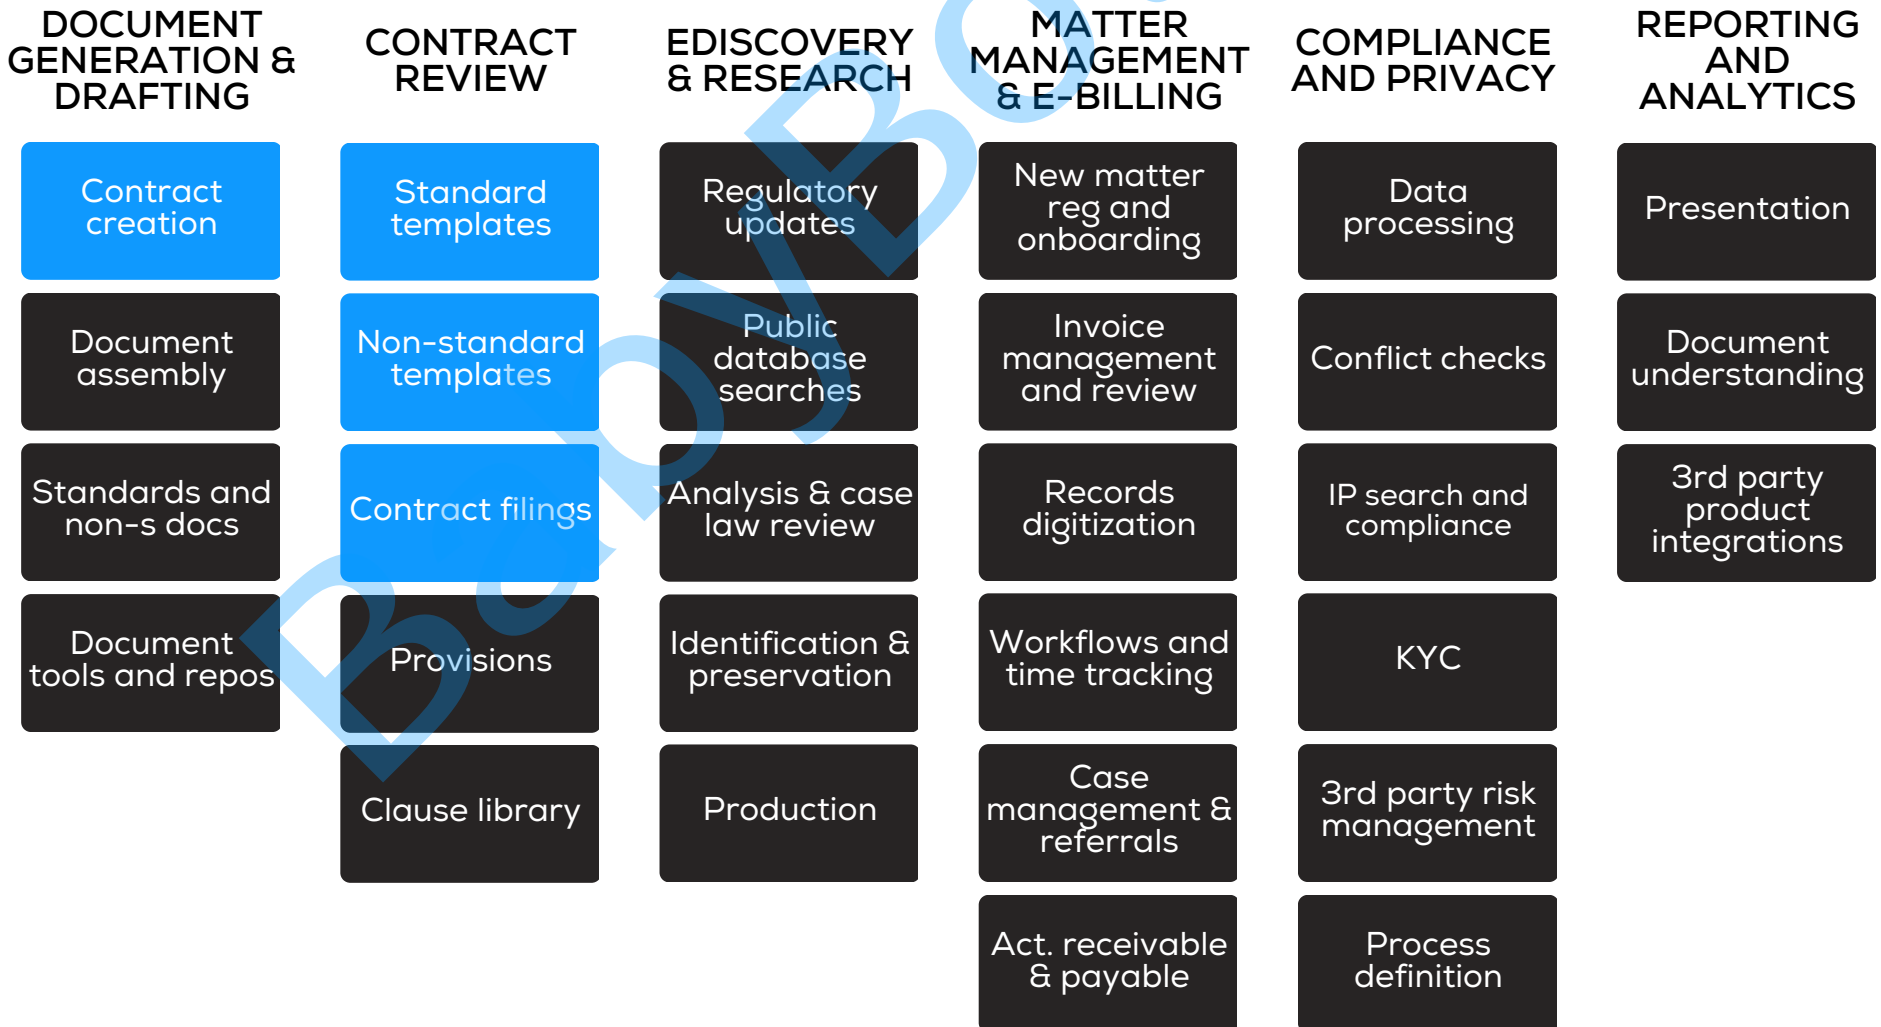 DOCUMENT
GENERATION &
DRAFTING
Contract
creation
Document
assembly
Standards and
non-s docs
Document
tools and repos
CONTRACT
REVIEW
Standard
templates
Non-standard
templates
Contract filings
Provisions
Clause library
EDISCOVERY
& RESEARCH
Regulatory
updates
Public
database
searches
Analysis & case
law review
Identification &
preservation
Production
MATTER
MANAGEMENT
& E-BILLING
New matter
reg and
onboarding
Invoice
management
and review
Records
digitization
Workflows and
time tracking
Case
management &
referrals
Act. receivable
& payable
COMPLIANCE
AND PRIVACY
Data
processing
Conflict checks
IP search and
compliance
KYC
3rd party risk
management
Process
definition
REPORTING
AND
ANALYTICS
Presentation
Document
understanding
3rd party
product
integrations